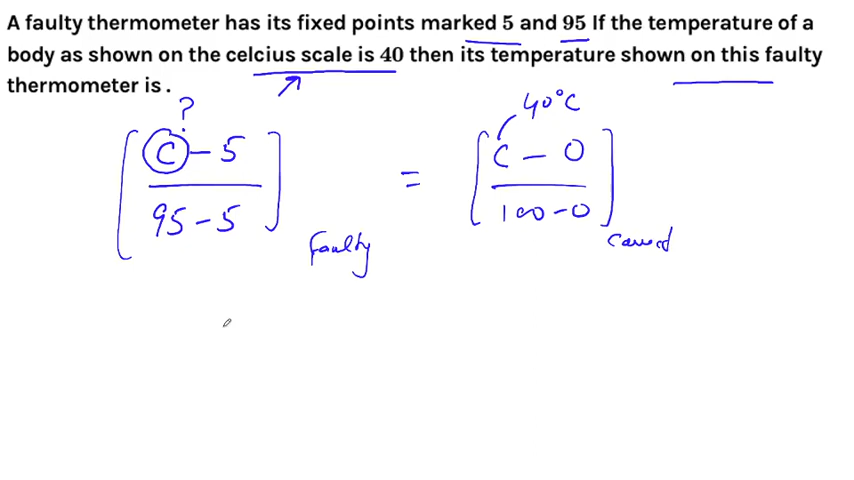 A faulty thermometer has its fixed points marked 5 and 95 If the temperature of a
body as shown on the celcius scale is 40 then its temperature shown on this faulty
thermometer is .
? 40°C
[C - 5 / 95 - 5] = [C - 0 / 100 - 0]
faulty